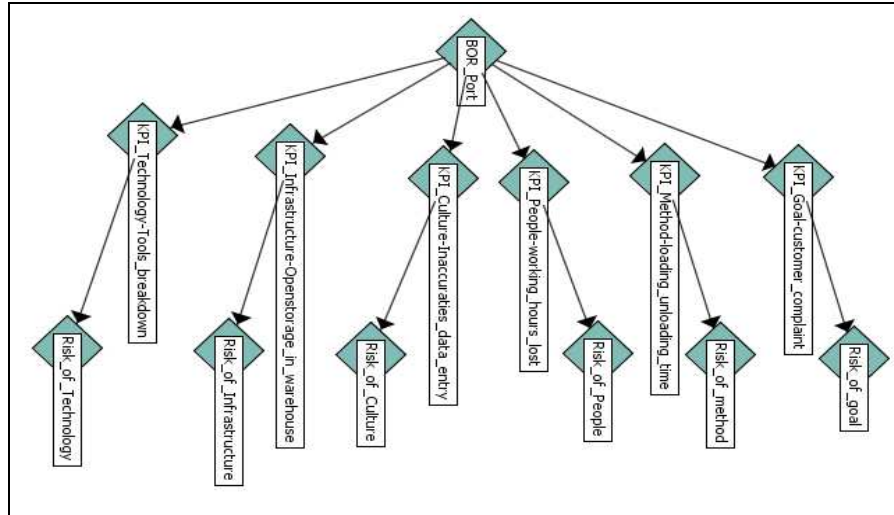 BOR_Port
KPI_Technology-Tools_breakdown
KPI_Infrastructure-Openstorage_in_warehouse
KPI_Culture-Inaccuraties_data_entry
KPI_People-working_hours_lost
KPI_Method-loading_unloading_time
KPI_Goal-customer_complaint
Risk_of_Technology
Risk_of_Infrastructure
Risk_of_Culture
Risk_of_People
Risk_of_method
Risk_of_goal